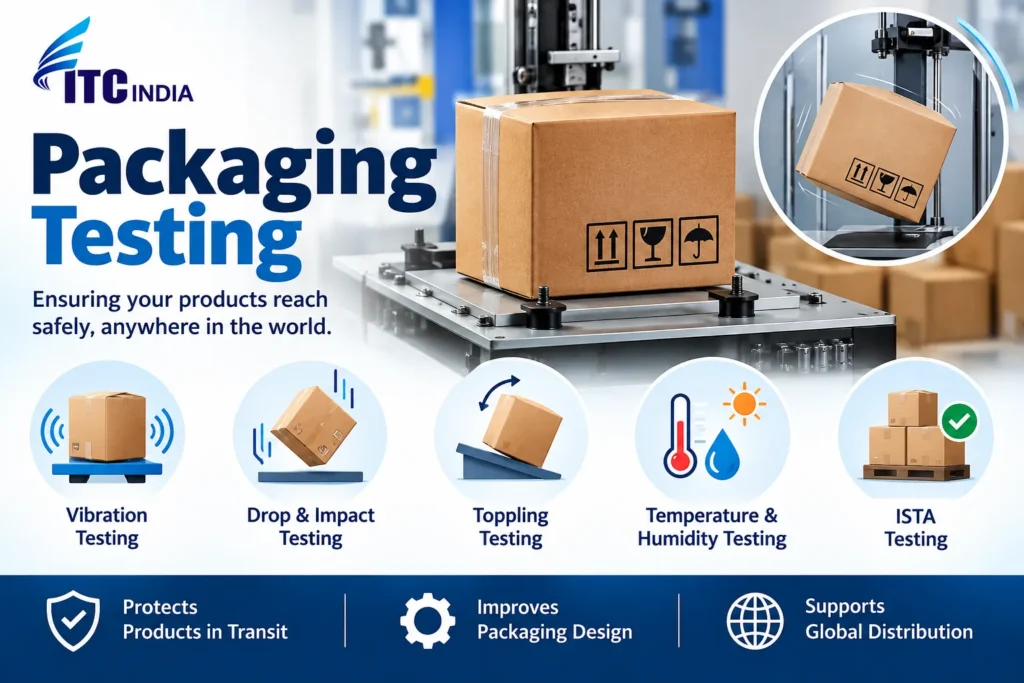 ITC INDIA
Packaging
Testing
Ensuring your products reach
safely, anywhere in the world.
Vibration
Testing
Drop & Impact
Testing
Toppling
Testing
Temperature &
Humidity Testing
ISTA
Testing
Protects
Products in Transit
Improves
Packaging Design
Supports
Global Distribution